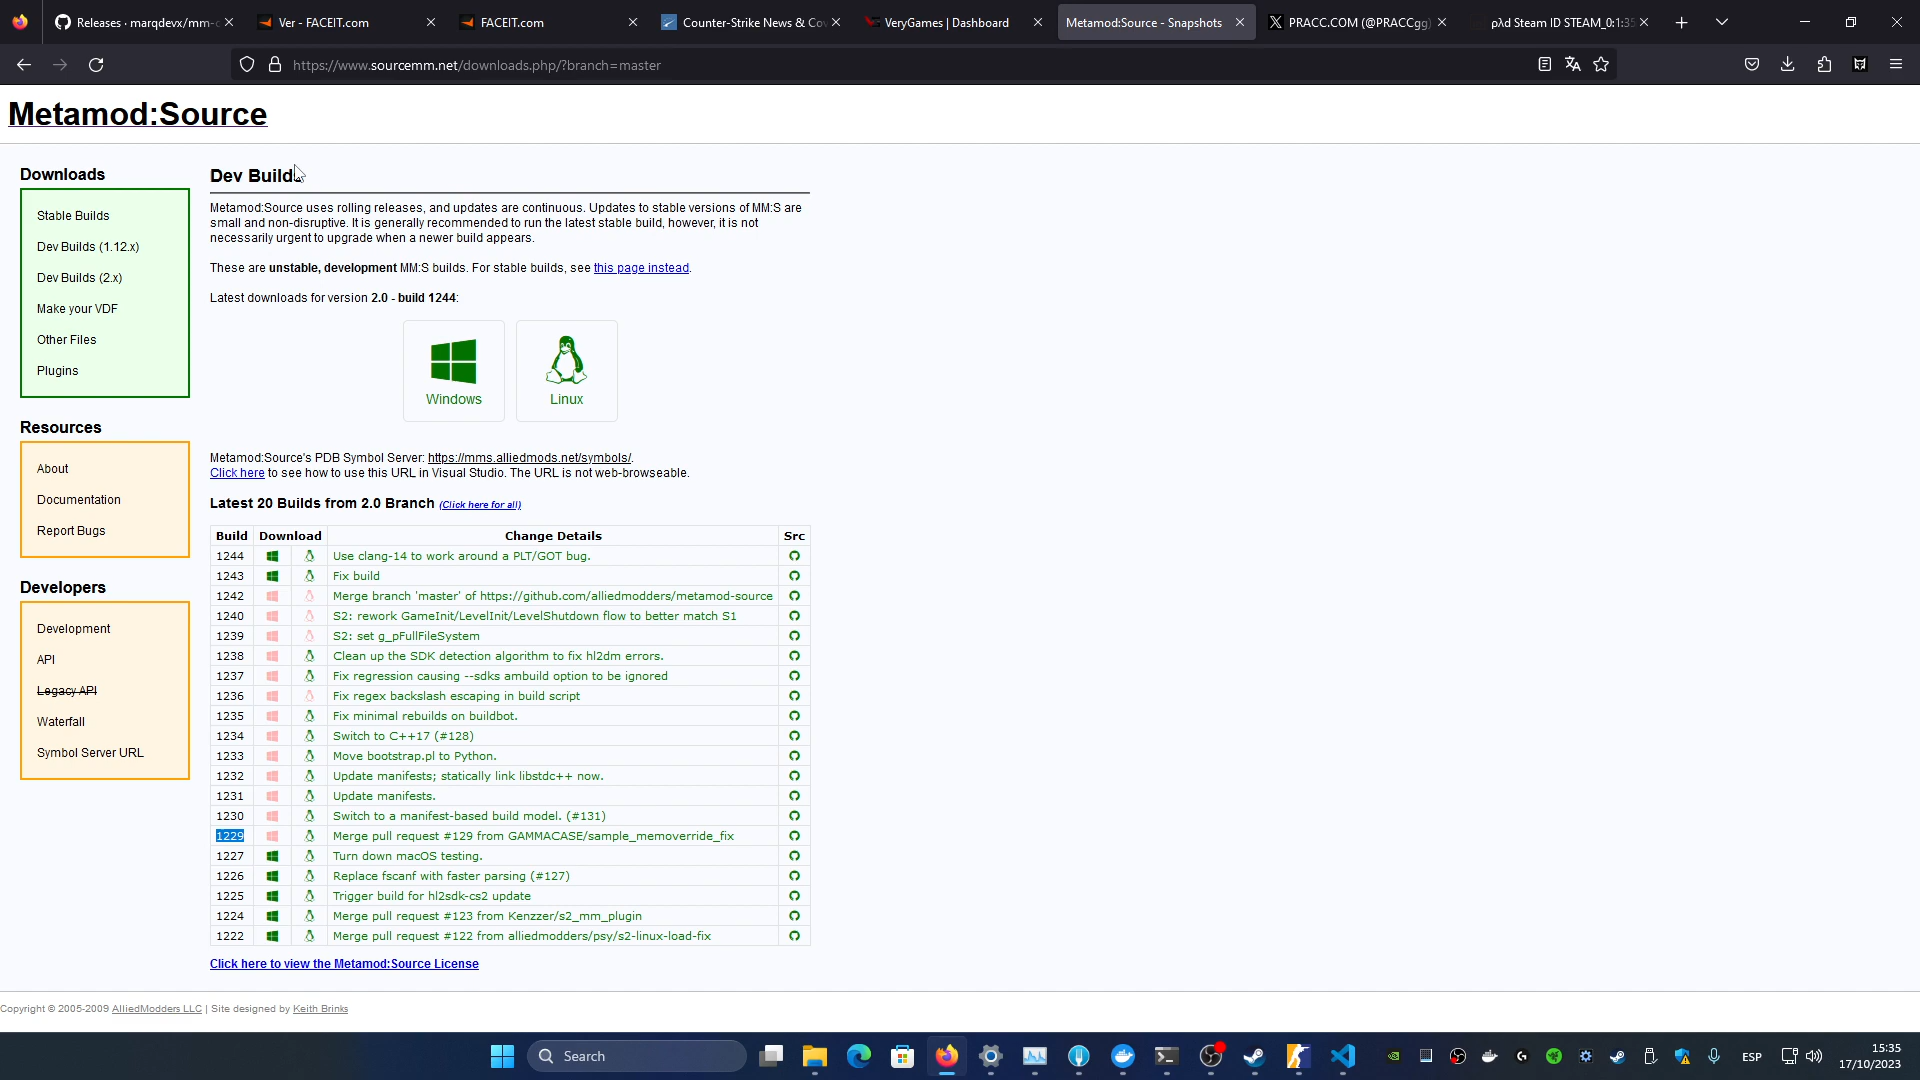 Releases · marqdevx/mm-c
Ver - FACEIT.com
FACEIT.com
Counter-Strike News & Cov
VeryGames | Dashboard
Metamod:Source - Snapshots
PRACC.COM (@PRACCgg)
ρλd Steam ID STEAM_0:1:35
https://www.sourcemm.net/downloads.php/?branch=master
Metamod:Source
Downloads
Stable Builds
Dev Builds (1.12.x)
Dev Builds (2.x)
Make your VDF
Other Files
Plugins
Resources
About
Documentation
Report Bugs
Developers
Development
API
Legacy API
Waterfall
Symbol Server URL
Dev Builds
Metamod:Source uses rolling releases, and updates are continuous. Updates to stable versions of MM:S are
small and non-disruptive. It is generally recommended to run the latest stable build, however, it is not
necessarily urgent to upgrade when a newer build appears.
These are unstable, development MM:S builds. For stable builds, see this page instead.
Latest downloads for version 2.0 - build 1244:
Windows
Linux
Metamod:Source's PDB Symbol Server: https://mms.alliedmods.net/symbols/.
Click here to see how to use this URL in Visual Studio. The URL is not web-browseable.
Latest 20 Builds from 2.0 Branch (Click here for all)
Build Download Change Details Src
1244 Use clang-14 to work around a PLT/GOT bug.
1243 Fix build
1242 Merge branch 'master' of https://github.com/alliedmodders/metamod-source
1240 S2: rework GameInit/LevelInit/LevelShutdown flow to better match S1
1239 S2: set g_pFullFileSystem
1238 Clean up the SDK detection algorithm to fix hl2dm errors.
1237 Fix regression causing --sdks ambuild option to be ignored
1236 Fix regex backslash escaping in build script
1235 Fix minimal rebuilds on buildbot.
1234 Switch to C++17 (#128)
1233 Move bootstrap.pl to Python.
1232 Update manifests; statically link libstdc++ now.
1231 Update manifests.
1230 Switch to a manifest-based build model. (#131)
1229 Merge pull request #129 from GAMMACASE/sample_memoverride_fix
1227 Turn down macOS testing.
1226 Replace fscanf with faster parsing (#127)
1225 Trigger build for hl2sdk-cs2 update
1224 Merge pull request #123 from Kenzzer/s2_mm_plugin
1222 Merge pull request #122 from alliedmodders/psy/s2-linux-load-fix
Click here to view the Metamod:Source License
Copyright © 2005-2009 AlliedModders LLC | Site designed by Keith Brinks
Search
ESP
15:35
17/10/2023